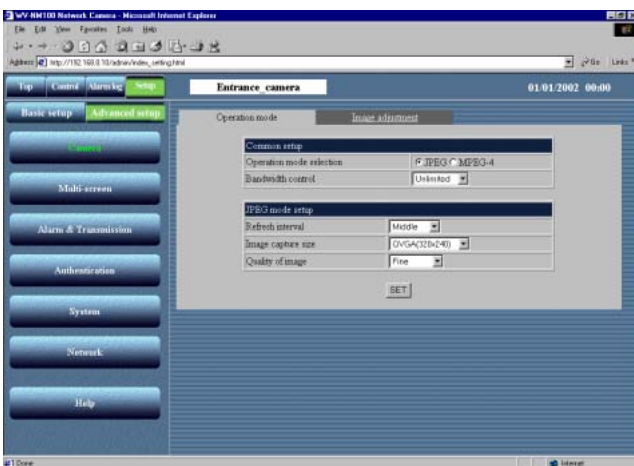 WV-NM100 Network Camera - Microsoft Internet Explorer
File Edit View Favorites Tools Help
Address http://192.168.0.10/admin/index_setting.html Go Links
Top Control Alarm log Setup Entrance_camera 01/01/2002 00:00
Basic setup Advanced setup
Operation mode Image adjustment
Camera
Common setup
Operation mode selection JPEG MPEG-4
Bandwidth control Unlimited
Multi-screen
JPEG mode setup
Refresh interval Middle
Alarm & Transmission
Image capture size QVGA(320x240)
Quality of image Fine
Authentication
SET
System
Network
Help
Done Internet